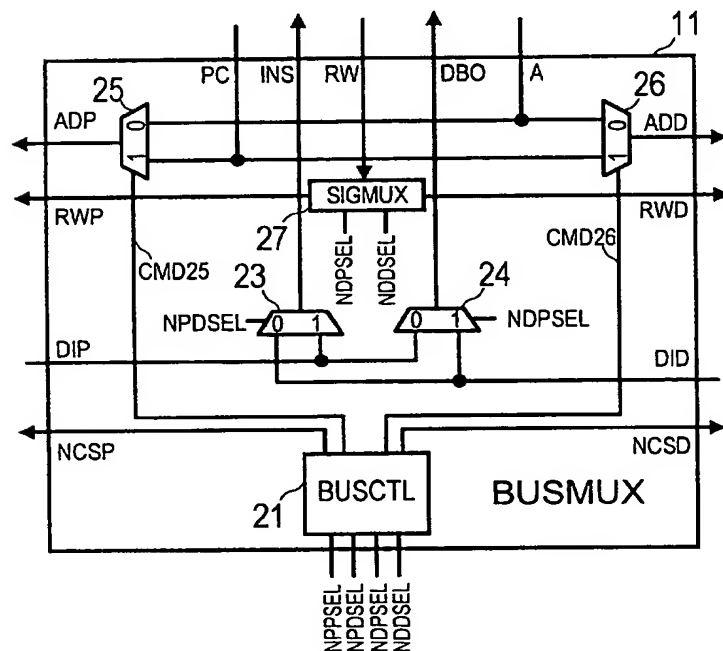 11
PC INS RW DBO A
25 26
ADP 0 1 0 1 ADD
SIGMUX
RWP 27 RWD
NDPSEL NDDSEL
CMD25 CMD26
23 24
NPDSEL 0 1 0 1 NDPSEL
DIP DID
NCSP NCSD
21 BUSCTL BUSMUX
NPPSEL NPDSEL NDPSEL NDDSEL